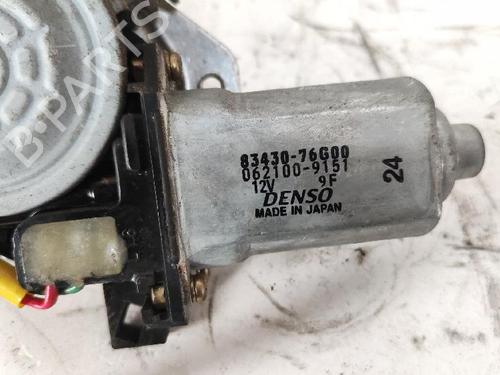 B-PARTS
83430-76G00
062100-9151
12V 9F
DENSO
MADE IN JAPAN
24